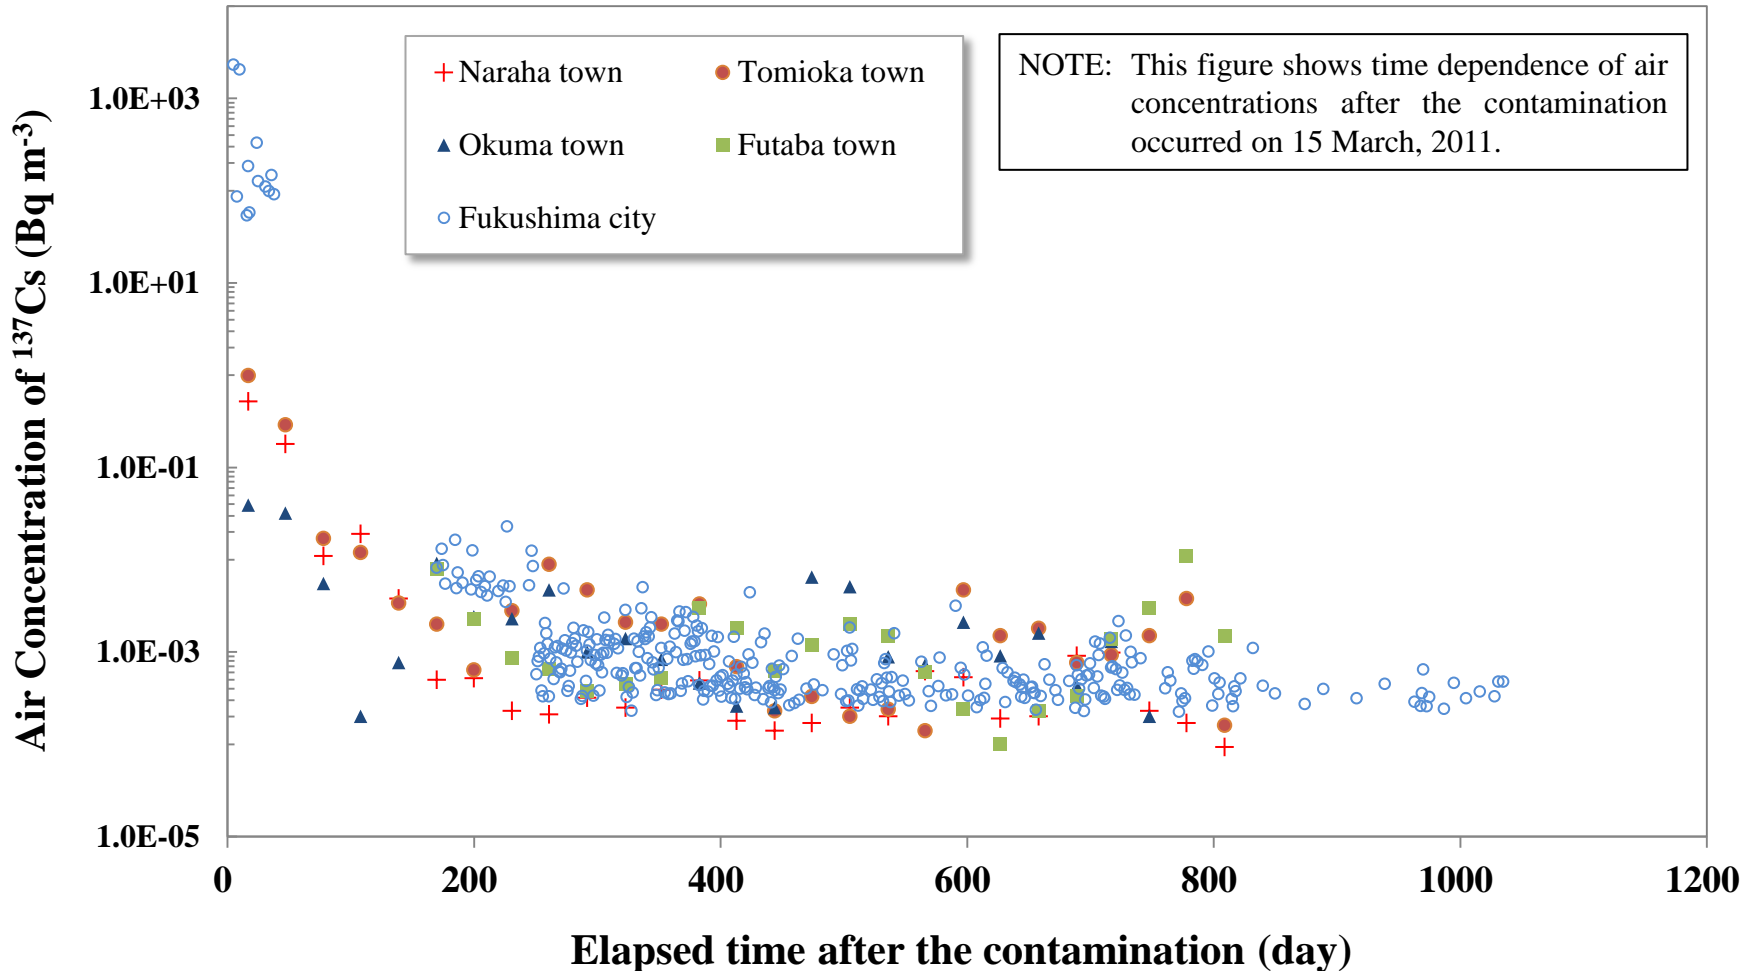 Naraha town
Tomioka town
Okuma town
Futaba town
Fukushima city
NOTE: This figure shows time dependence of air
concentrations after the contamination
occurred on 15 March, 2011.
Air Concentration of ¹³⁷Cs (Bq m⁻³)
1.0E+03
1.0E+01
1.0E-01
1.0E-03
1.0E-05
0 200 400 600 800 1000 1200
Elapsed time after the contamination (day)